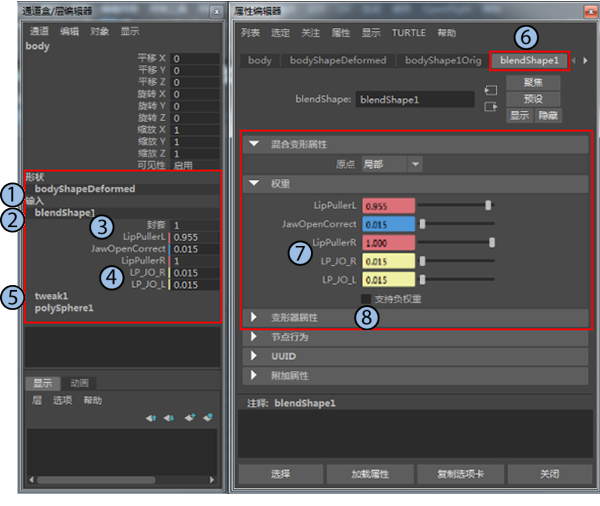 通道盒/层编辑器
通道 编辑 对象 显示
body
平移 X 0
平移 Y 0
平移 Z 0
旋转 X 0
旋转 Y 0
旋转 Z 0
缩放 X 1
缩放 Y 1
缩放 Z 1
可见性 启用
形状
1 bodyShapeDeformed
输入
2 blendShape1
3 封套 1
LipPullerL 0.955
JawOpenCorrect 0.015
LipPullerR 1
4 LP_JO_R 0.015
LP_JO_L 0.015
5 tweak1
polySphere1
显示 动画
层 选项 帮助
属性编辑器
列表 选定 关注 属性 显示 TURTLE 帮助
6
body bodyShapeDeformed bodyShape1Orig blendShape1
聚焦
blendShape: blendShape1 预设
显示 隐藏
混合变形属性
原点 局部
权重
LipPullerL 0.955
JawOpenCorrect 0.015
LipPullerR 1.000
7 LP_JO_R 0.015
LP_JO_L 0.015
支持负权重
8
变形器属性
节点行为
UUID
附加属性
注释: blendShape1
选择 加载属性 复制选项卡 关闭